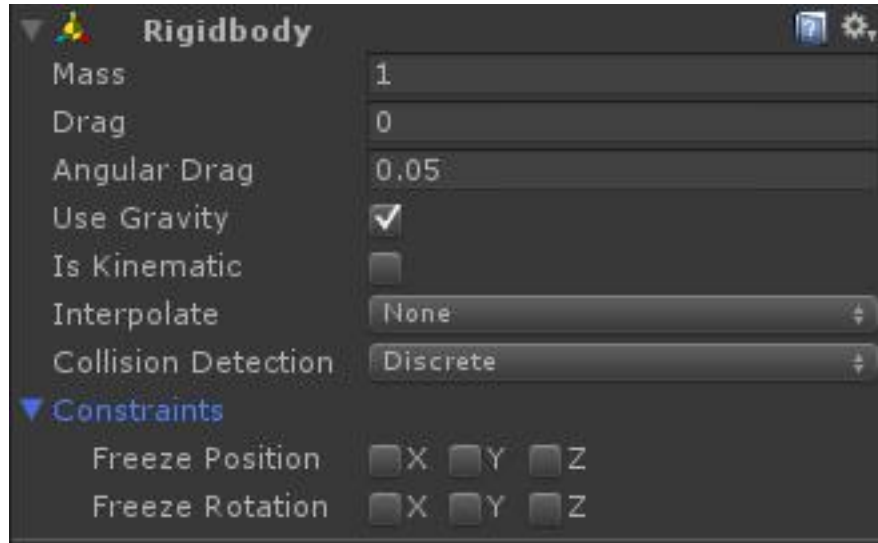 Rigidbody
Mass 1
Drag 0
Angular Drag 0.05
Use Gravity
Is Kinematic
Interpolate None
Collision Detection Discrete
Constraints
Freeze Position X Y Z
Freeze Rotation X Y Z